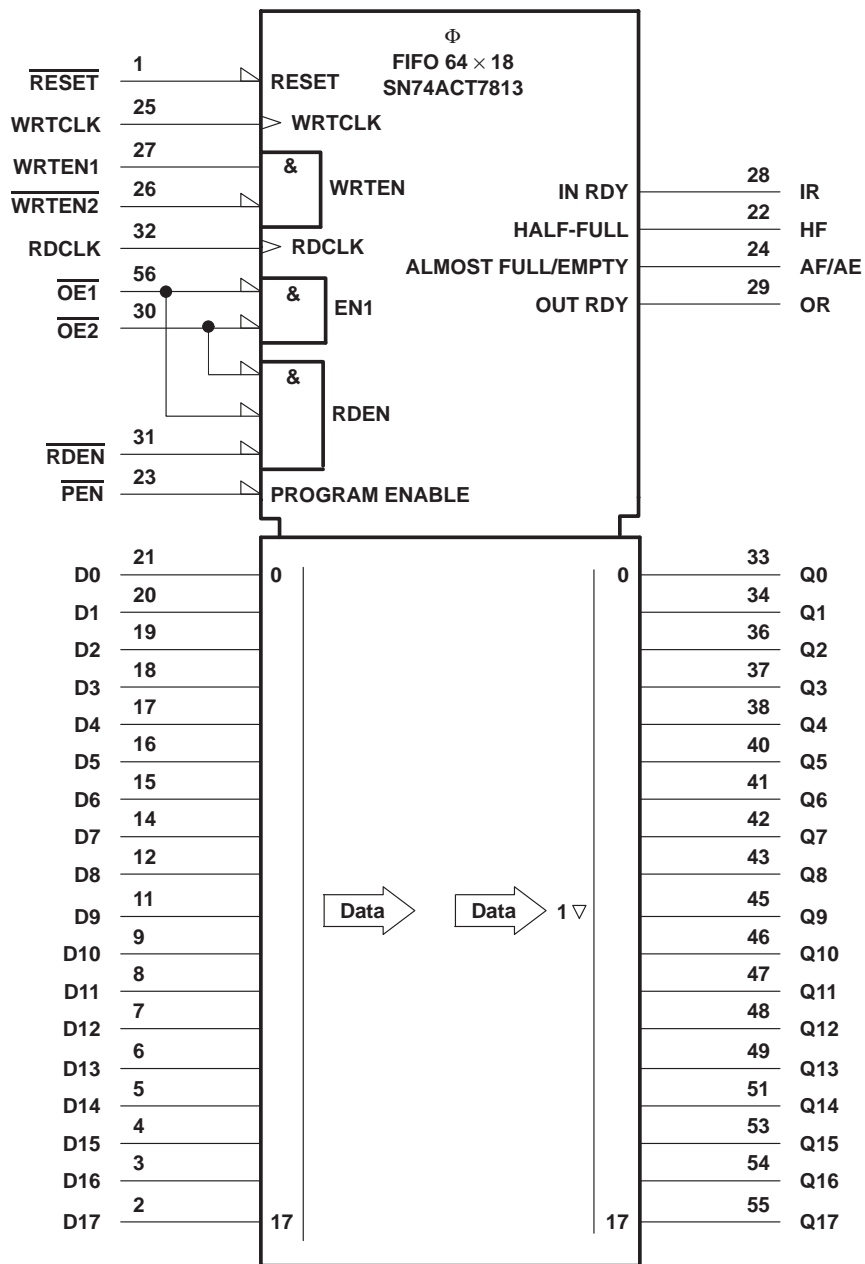 Φ
FIFO 64 × 18
SN74ACT7813
RESET 1 RESET
WRTCLK 25 WRTCLK
WRTEN1 27 &
WRTEN2 26 WRTEN
IN RDY 28 IR
RDCLK 32 RDCLK
HALF-FULL 22 HF
OE1 56 &
ALMOST FULL/EMPTY 24 AF/AE
OE2 30 EN1
OUT RDY 29 OR
&
RDEN
RDEN 31
PEN 23 PROGRAM ENABLE
D0 21 0 0 33 Q0
D1 20 34 Q1
D2 19 36 Q2
D3 18 37 Q3
D4 17 38 Q4
D5 16 40 Q5
D6 15 41 Q6
D7 14 42 Q7
D8 12 43 Q8
D9 11 Data Data 1 ▽ 45 Q9
D10 9 46 Q10
D11 8 47 Q11
D12 7 48 Q12
D13 6 49 Q13
D14 5 51 Q14
D15 4 53 Q15
D16 3 54 Q16
D17 2 17 17 55 Q17